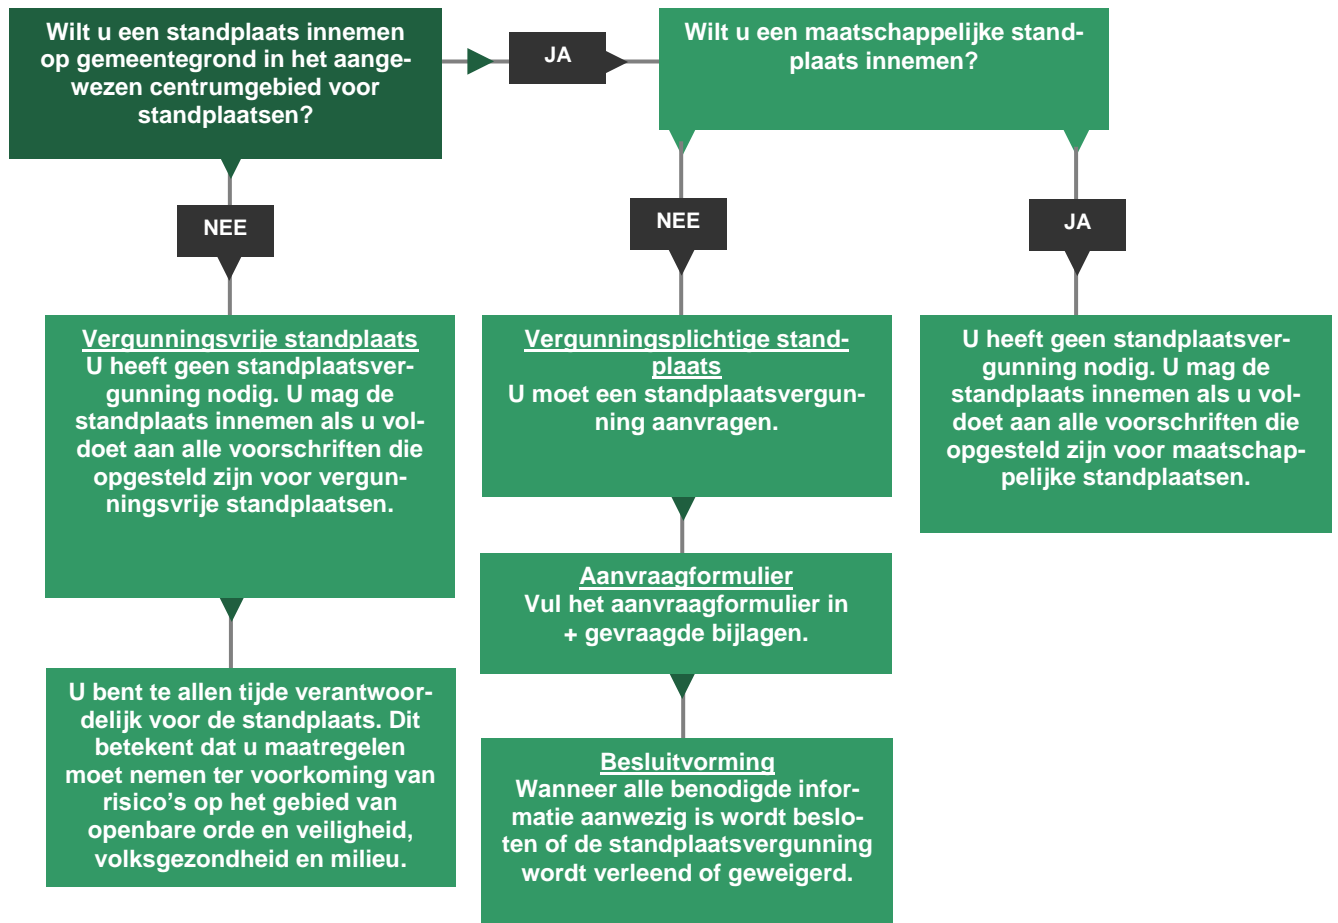 Wilt u een standplaats innemen
op gemeentegrond in het aange-
wezen centrumgebied voor
standplaatsen?
JA
Wilt u een maatschappelijke stand-
plaats innemen?
NEE
NEE
JA
Vergunningsvrije standplaats
U heeft geen standplaatsver-
gunning nodig. U mag de
standplaats innemen als u vol-
doet aan alle voorschriften die
opgesteld zijn voor vergun-
ningsvrije standplaatsen.
Vergunningsplichtige stand-
plaats
U moet een standplaatsvergun-
ning aanvragen.
U heeft geen standplaatsver-
gunning nodig. U mag de
standplaats innemen als u vol-
doet aan alle voorschriften die
opgesteld zijn voor maatschap-
pelijke standplaatsen.
Aanvraagformulier
Vul het aanvraagformulier in
+ gevraagde bijlagen.
U bent te allen tijde verantwoor-
delijk voor de standplaats. Dit
betekent dat u maatregelen
moet nemen ter voorkoming van
risico’s op het gebied van
openbare orde en veiligheid,
volksgezondheid en milieu.
Besluitvorming
Wanneer alle benodigde infor-
matie aanwezig is wordt beslo-
ten of de standplaatsvergunning
wordt verleend of geweigerd.